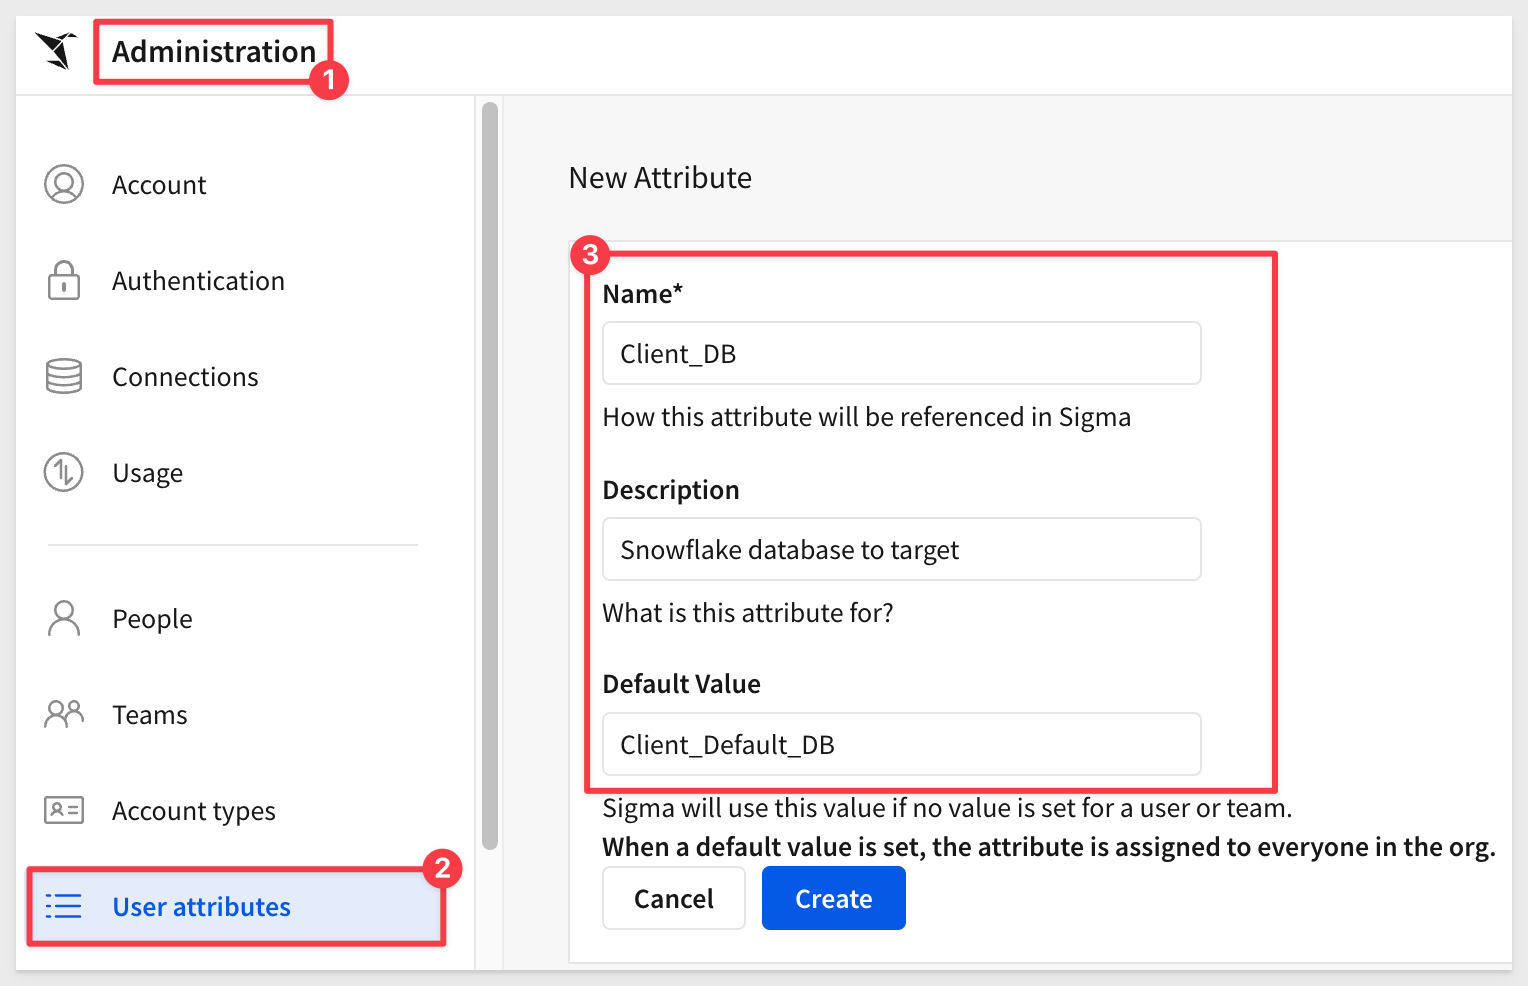 Administration
1
Account
Authentication
Connections
Usage
People
Teams
Account types
User attributes
2
New Attribute
3
Name*
Client_DB
How this attribute will be referenced in Sigma
Description
Snowflake database to target
What is this attribute for?
Default Value
Client_Default_DB
Sigma will use this value if no value is set for a user or team.
When a default value is set, the attribute is assigned to everyone in the org.
Cancel
Create